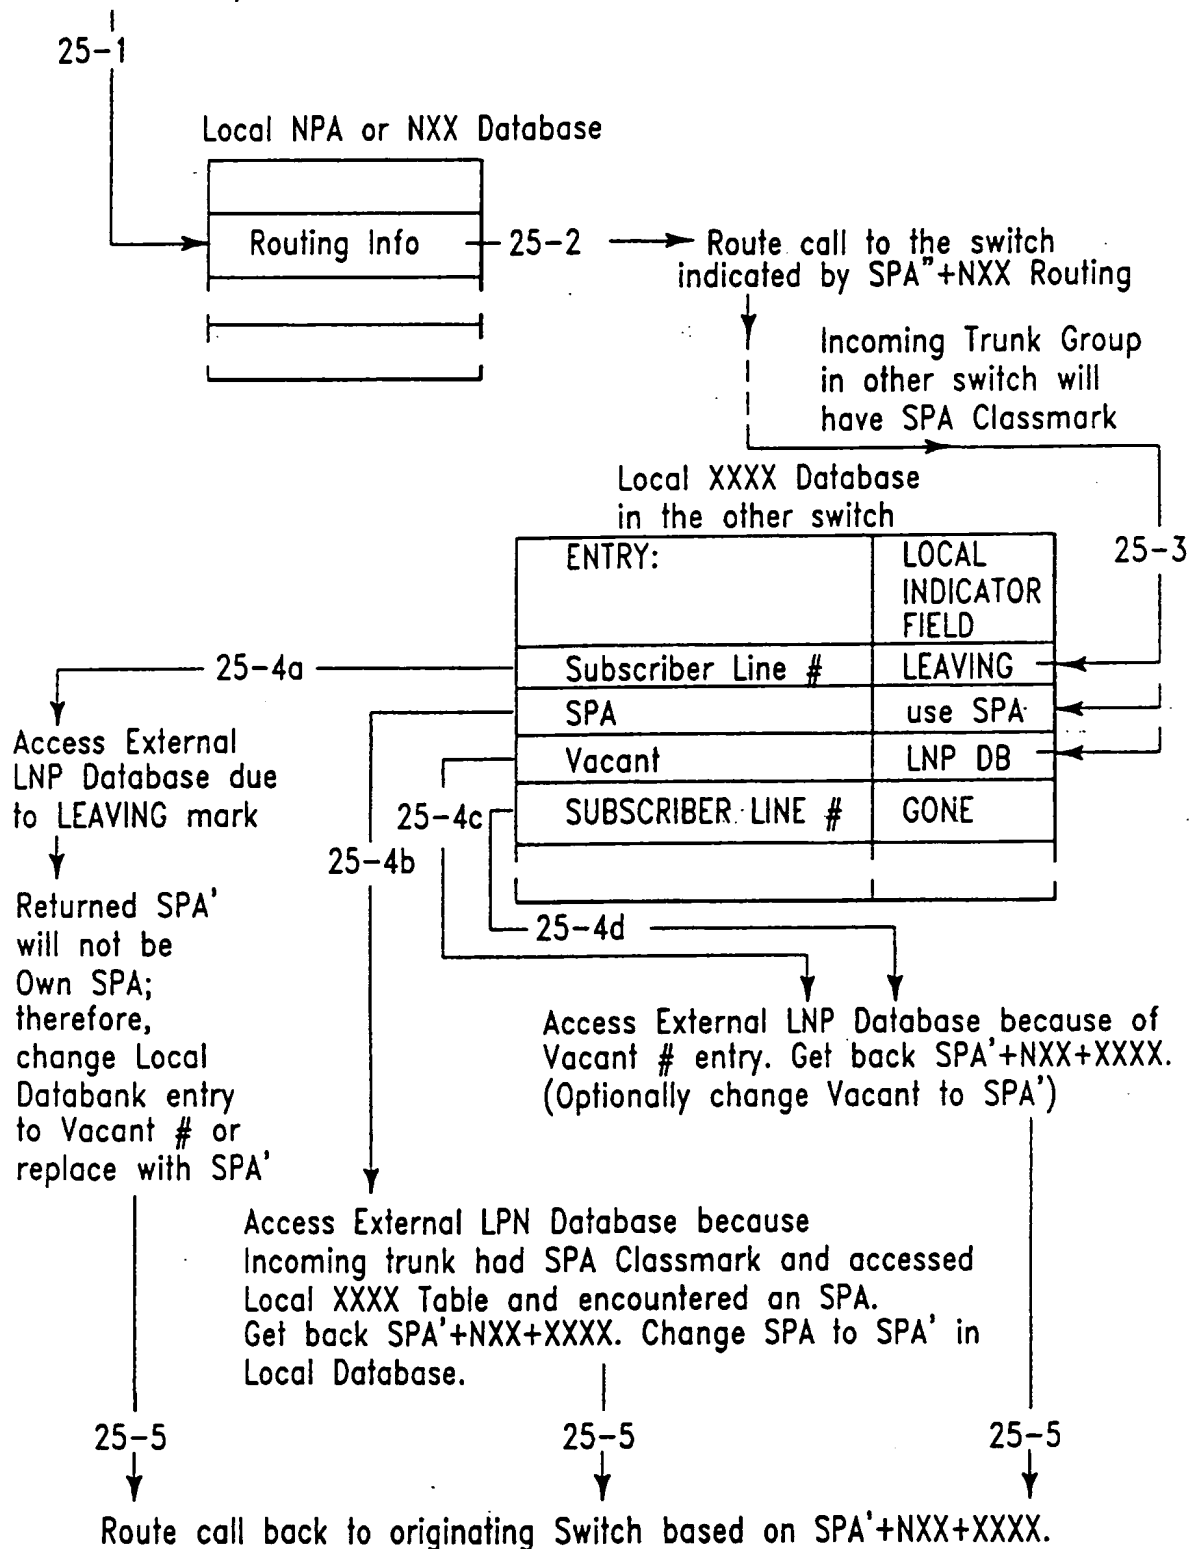 25-1
Local NPA or NXX Database
Routing Info
25-2
Route call to the switch
indicated by SPA"+NXX Routing
Incoming Trunk Group
in other switch will
have SPA Classmark
Local XXXX Database
in the other switch
ENTRY:
LOCAL
INDICATOR
FIELD
25-3
25-4a
Subscriber Line #
LEAVING
SPA
use SPA
Vacant
LNP DB
SUBSCRIBER LINE #
GONE
Access External
LNP Database due
to LEAVING mark
25-4c
25-4b
25-4d
Returned SPA'
will not be
Own SPA;
therefore,
change Local
Databank entry
to Vacant # or
replace with SPA'
Access External LNP Database because of
Vacant # entry. Get back SPA'+NXX+XXXX.
(Optionally change Vacant to SPA')
Access External LPN Database because
Incoming trunk had SPA Classmark and accessed
Local XXXX Table and encountered an SPA.
Get back SPA'+NXX+XXXX. Change SPA to SPA' in
Local Database.
25-5
25-5
25-5
Route call back to originating Switch based on SPA'+NXX+XXXX.